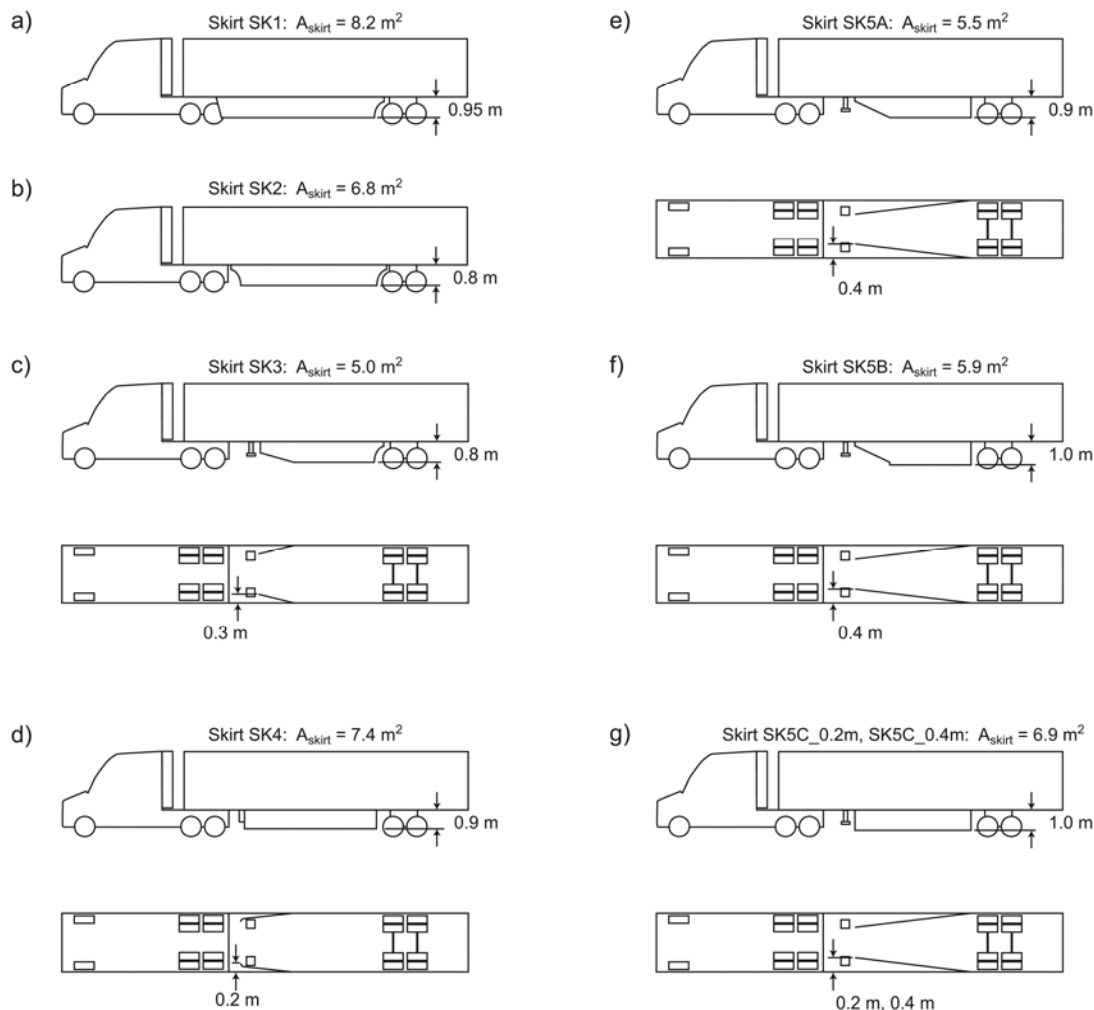 a)
Skirt SK1: A_skirt = 8.2 m²
0.95 m
b)
Skirt SK2: A_skirt = 6.8 m²
0.8 m
c)
Skirt SK3: A_skirt = 5.0 m²
0.8 m
0.3 m
d)
Skirt SK4: A_skirt = 7.4 m²
0.9 m
0.2 m
e)
Skirt SK5A: A_skirt = 5.5 m²
0.9 m
0.4 m
f)
Skirt SK5B: A_skirt = 5.9 m²
1.0 m
0.4 m
g)
Skirt SK5C_0.2m, SK5C_0.4m: A_skirt = 6.9 m²
1.0 m
0.2 m, 0.4 m